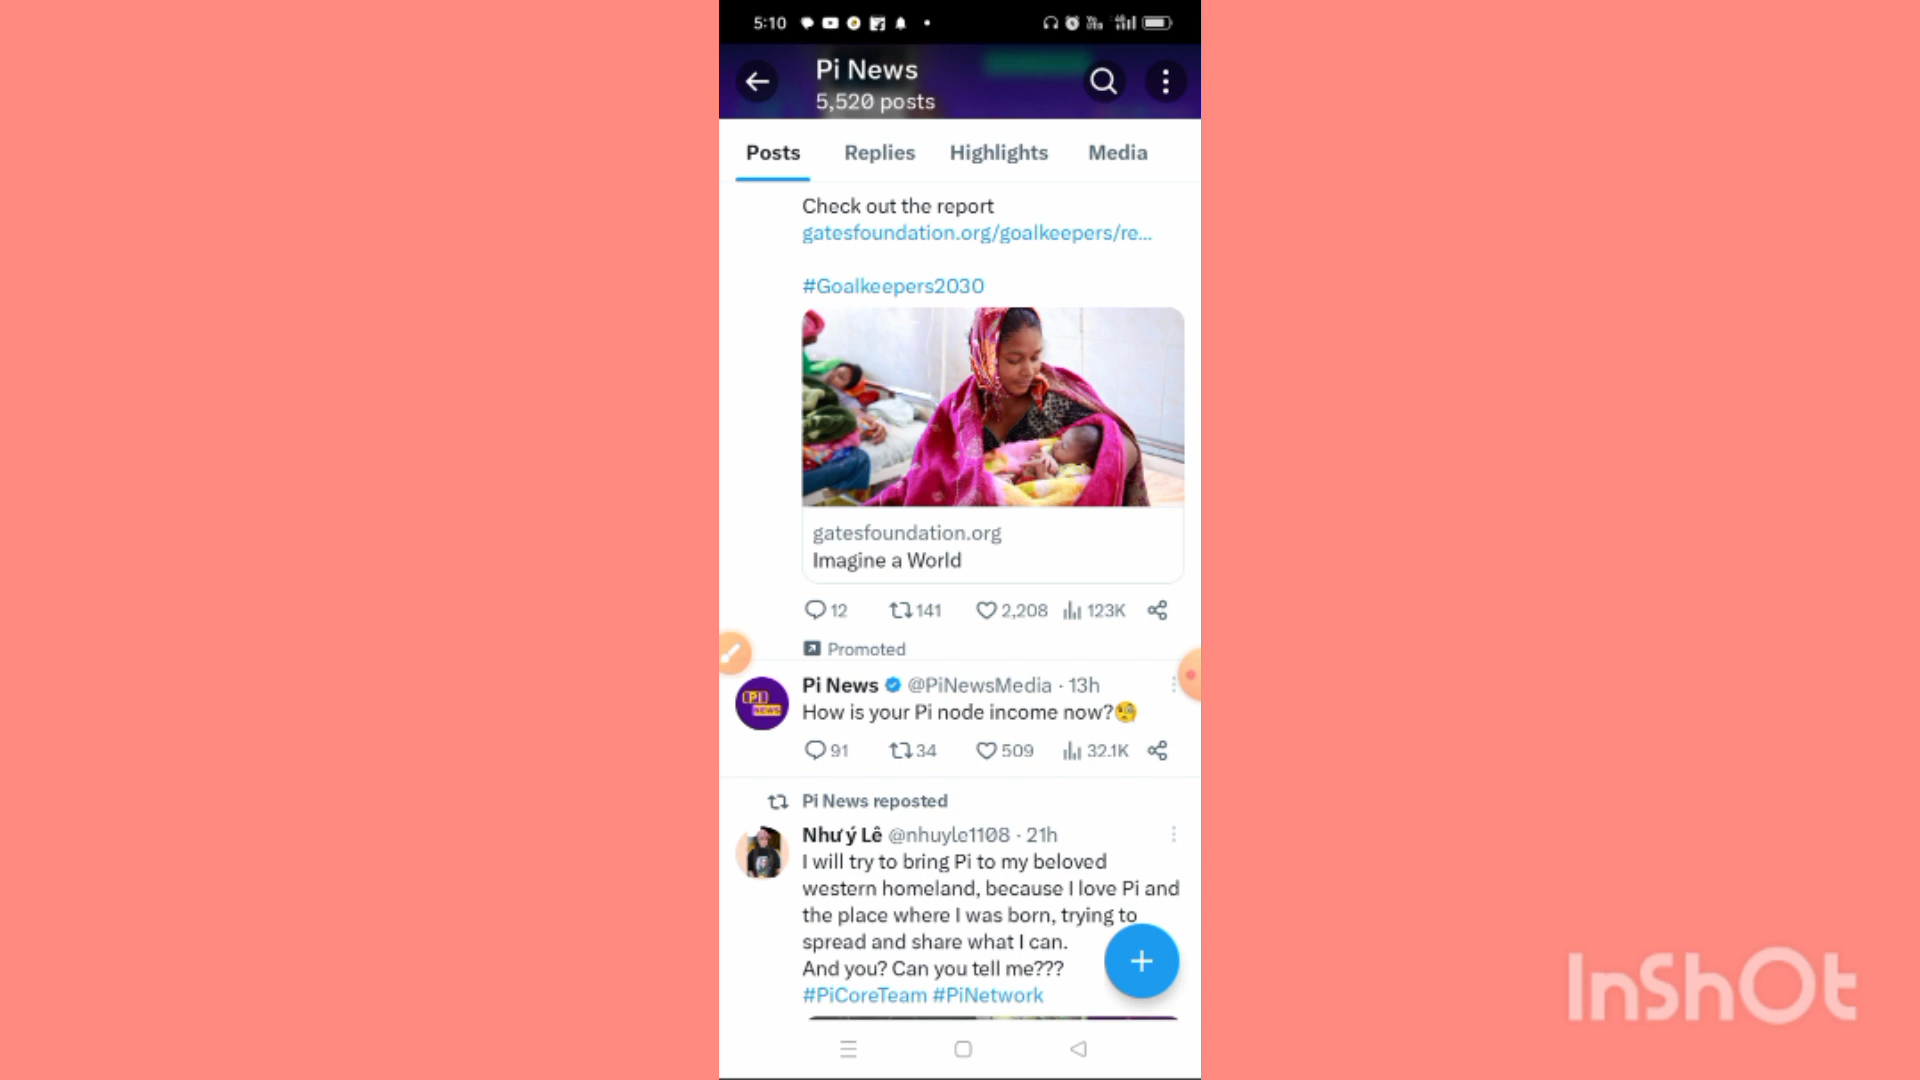 5:10
Pi News
5,520 posts
Posts Replies Highlights Media
Check out the report
gatesfoundation.org/goalkeepers/re...
#Goalkeepers2030
gatesfoundation.org
Imagine a World
12 141 2,208 123K
Promoted
Pi News @PiNewsMedia · 13h
PI NEWS
How is your Pi node income now?🧐
91 34 509 32.1K
Pi News reposted
Như ý Lê @nhuyle1108 · 21h
I will try to bring Pi to my beloved
western homeland, because I love Pi and
the place where I was born, trying to
spread and share what I can.
And you? Can you tell me???
#PiCoreTeam #PiNetwork
InShOt